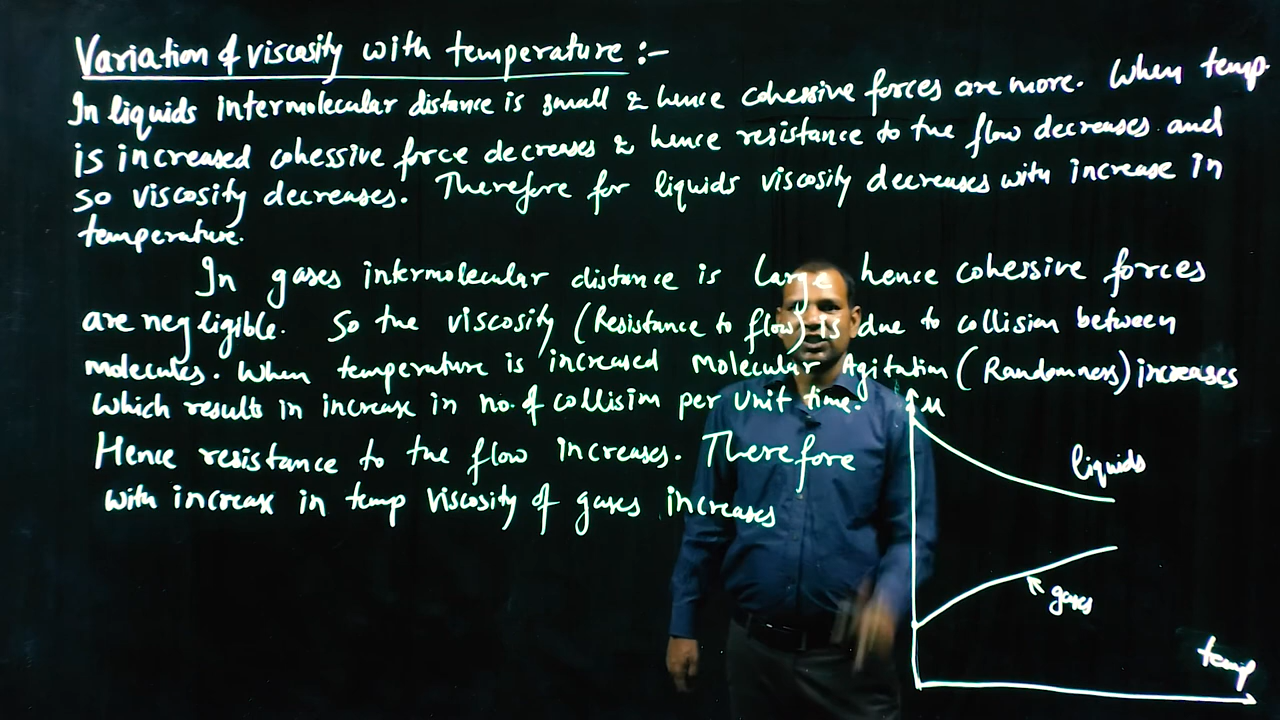 Variation of viscosity with temperature :-
In liquids intermolecular distance is small & hence cohessive forces are more. When temp.
is increased cohessive force decreases & hence resistance to the flow decreases and
so viscosity decreases. Therefore for liquids viscosity decreases with increase in
temperature.
In gases intermolecular distance is large hence cohessive forces
are negligible. So the viscosity (Resistance to flow) is due to collision between
molecules. When temperature is increased Molecular Agitation (Randomness) increases
which results in increase in no. of collision per unit time.
Hence resistance to the flow increases. Therefore
with increase in temp viscosity of gases increases
μ
liquids
gases
temp